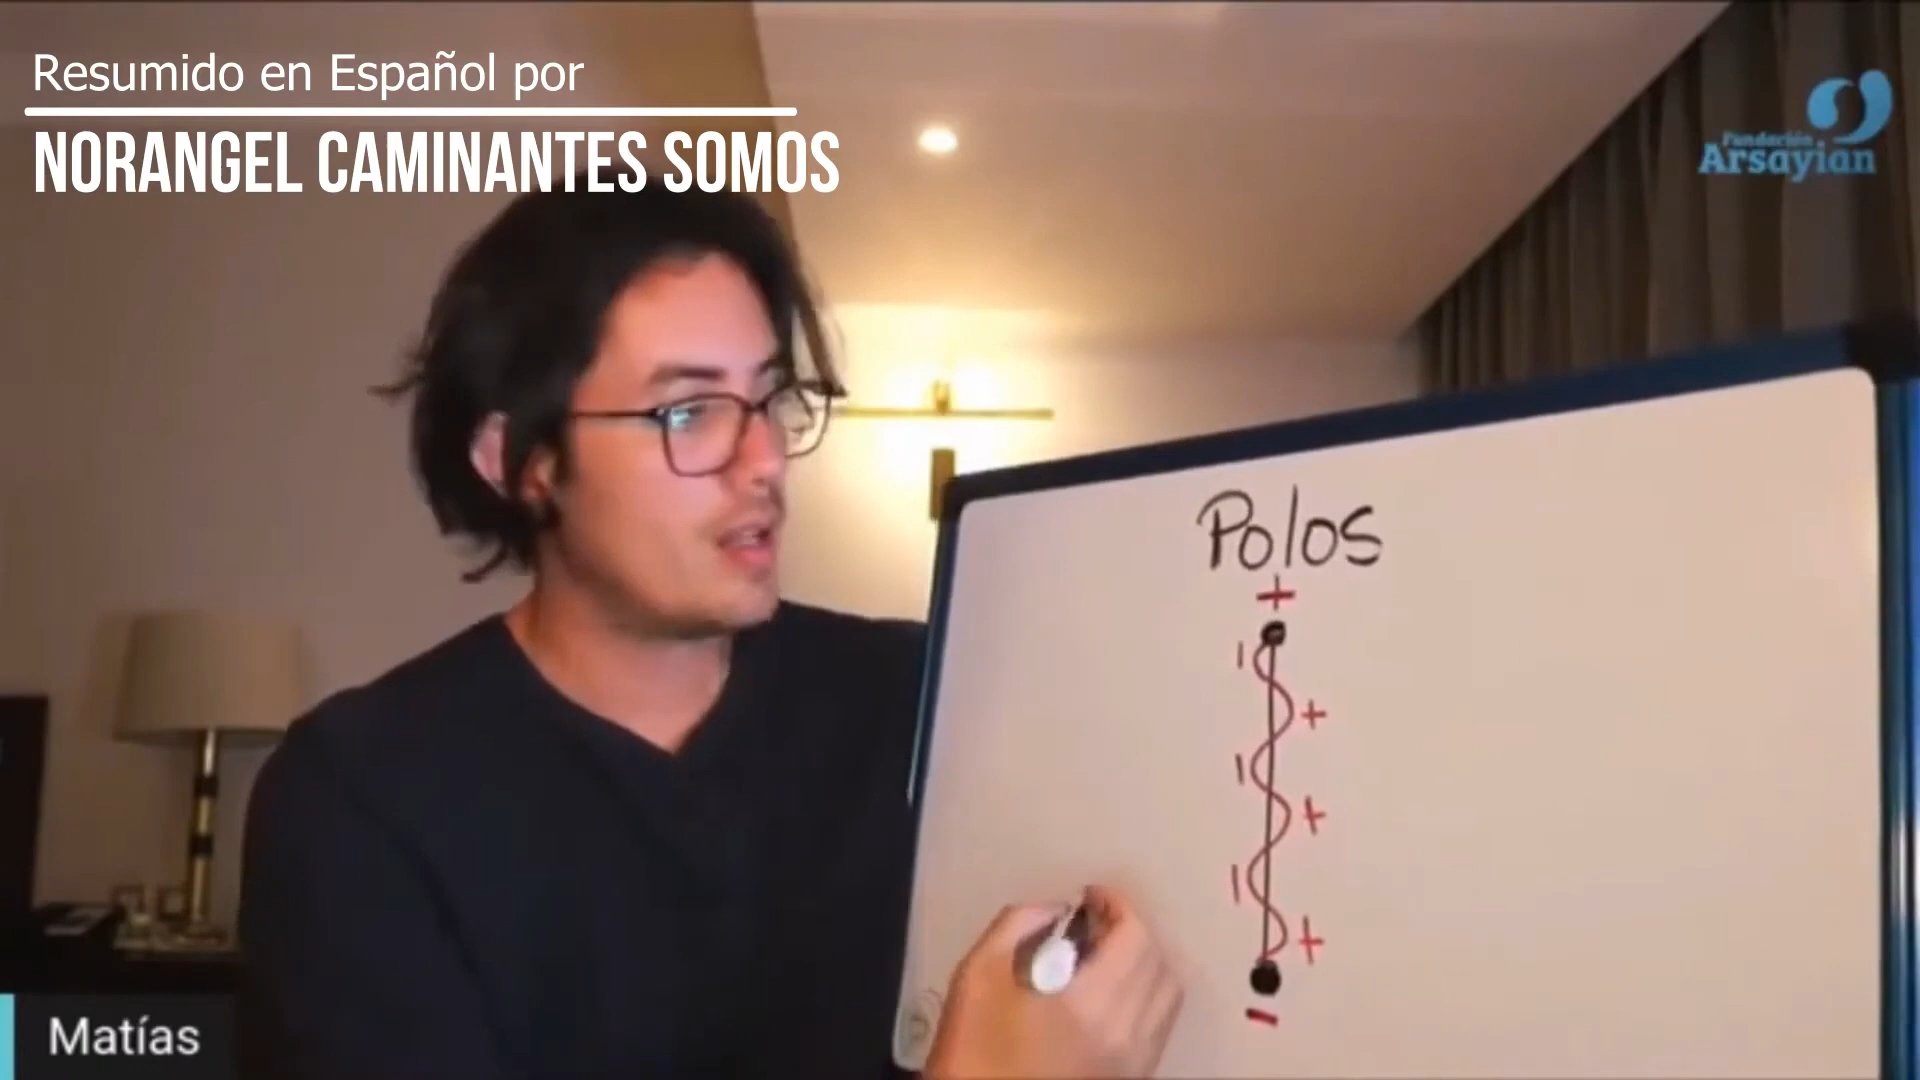 Resumido en Español por
NORANGEL CAMINANTES SOMOS
Fundación
Arsayian
Polos
+
+
+
+
-
Matías